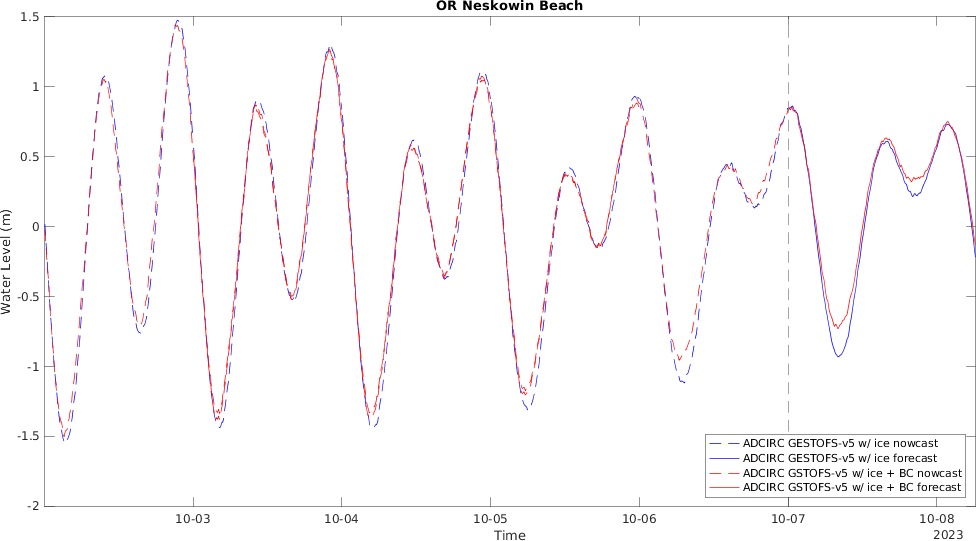 OR Neskowin Beach
1.5
1
0.5
0
-0.5
-1
-1.5
-2
Water Level (m)
10-03
10-04
10-05
10-06
10-07
10-08
Time
2023
ADCIRC GESTOFS-v5 w/ ice nowcast
ADCIRC GESTOFS-v5 w/ ice forecast
ADCIRC GSTOFS-v5 w/ ice + BC nowcast
ADCIRC GSTOFS-v5 w/ ice + BC forecast